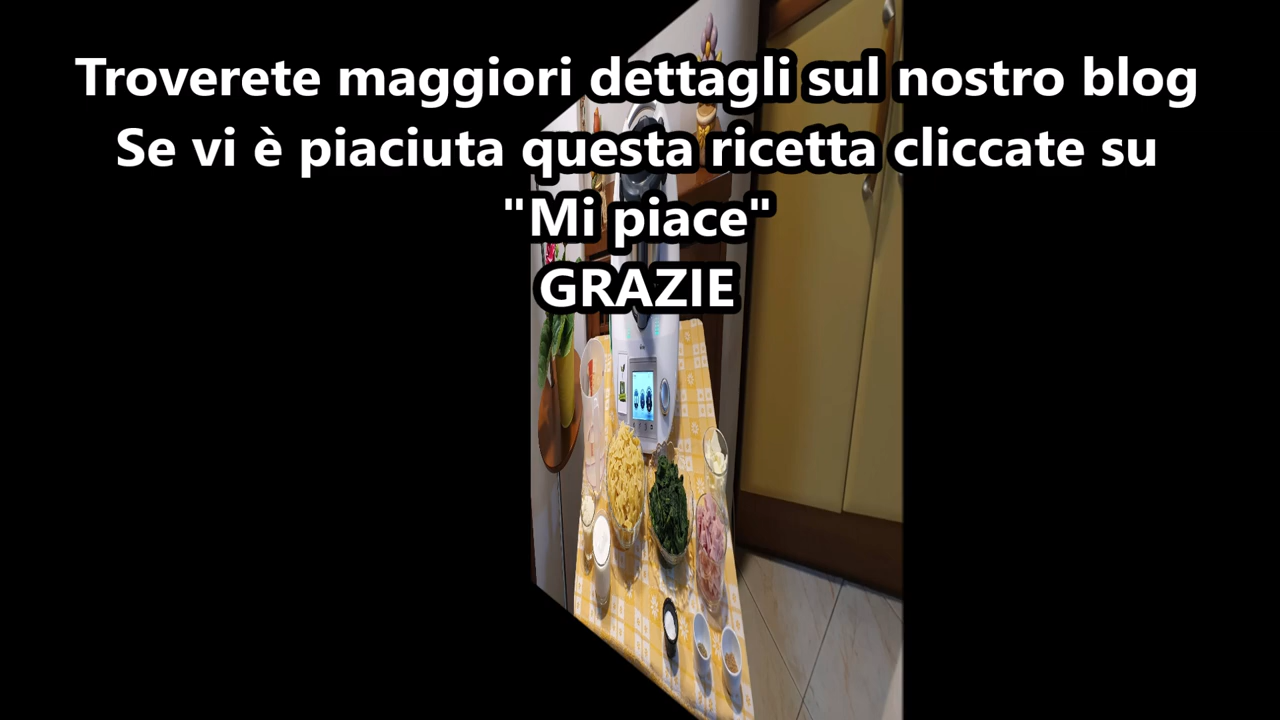 Troverete maggiori dettagli sul nostro blog
Se vi è piaciuta questa ricetta cliccate su
"Mi piace"
GRAZIE